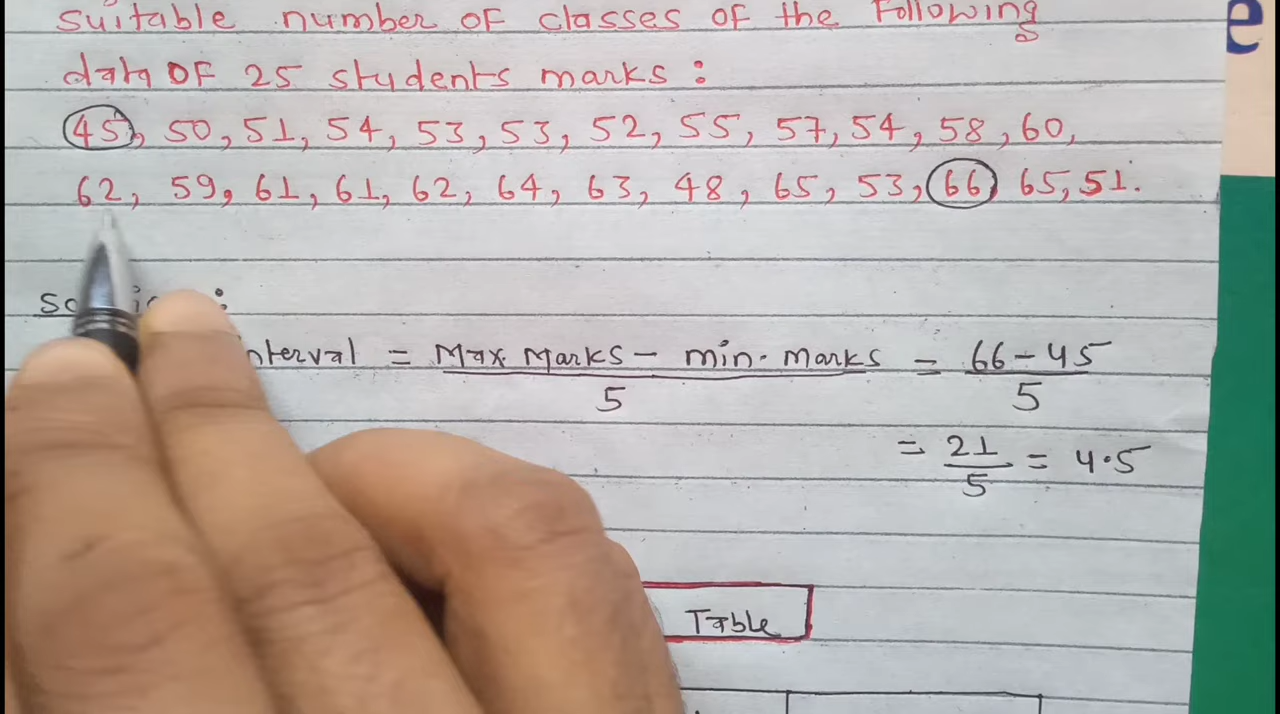 suitable number of classes of the following
data of 25 students marks :
45, 50, 51, 54, 53, 53, 52, 55, 57, 54, 58, 60,
62, 59, 61, 61, 62, 64, 63, 48, 65, 53, 66 65, 51.
= Max. Marks - min. marks / 5 = 66-45 / 5
= 21/5 = 4.5
Table